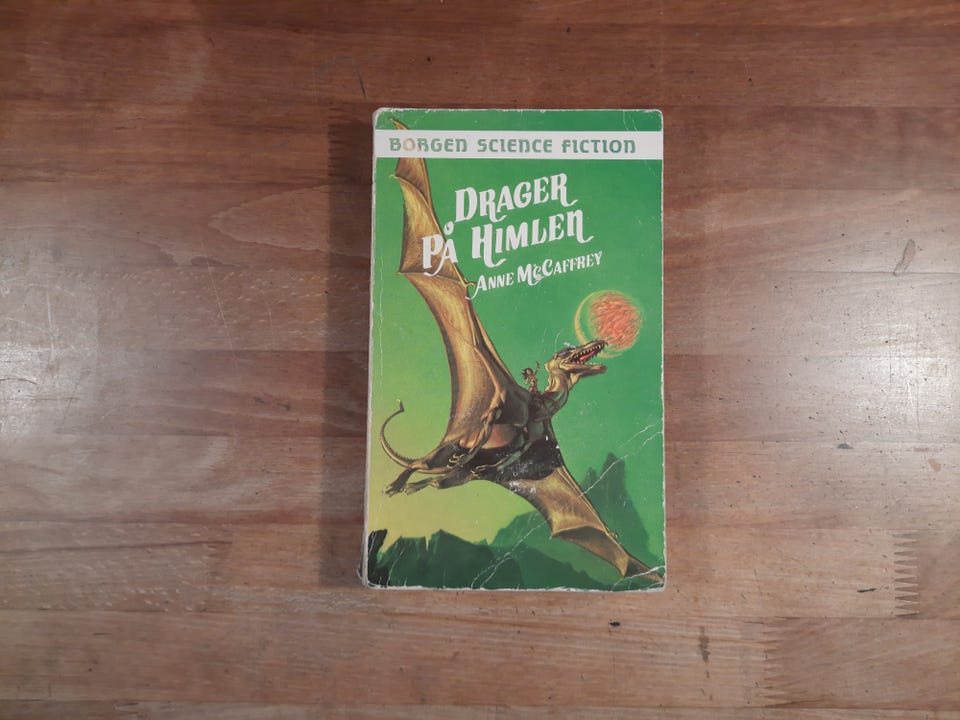 BORGEN SCIENCE FICTION
DRAGER
PÅ HIMLEN
ANNE McCAFFREY